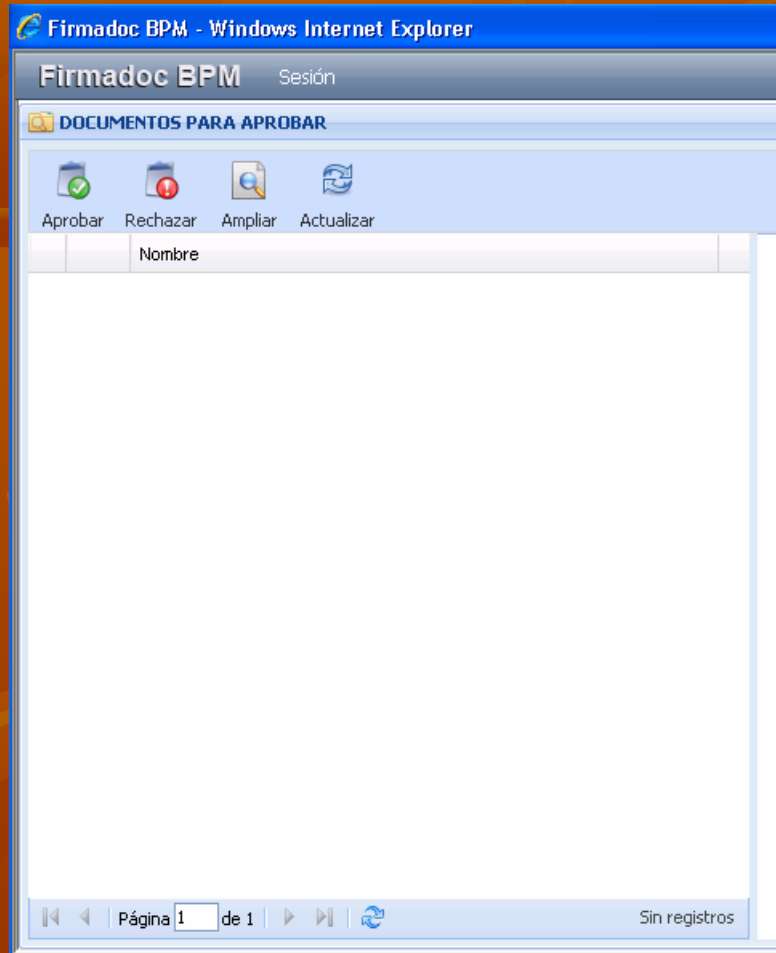 Firmadoc BPM - Windows Internet Explorer
Firmadoc BPM Sesión
DOCUMENTOS PARA APROBAR
Aprobar Rechazar Ampliar Actualizar
Nombre
Página 1 de 1 Sin registros